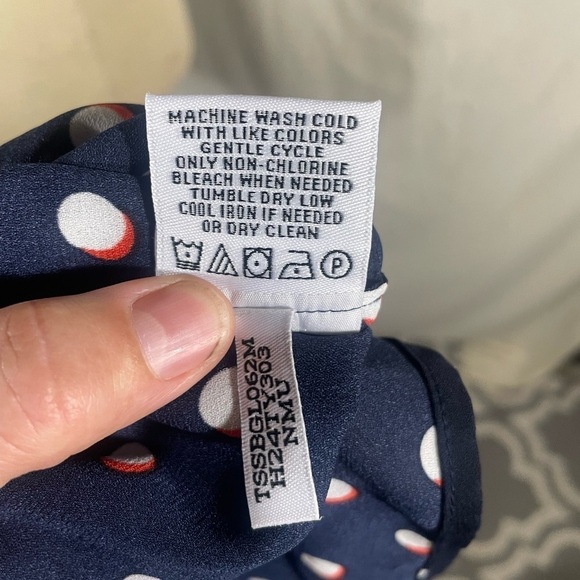 MACHINE WASH COLD
WITH LIKE COLORS
GENTLE CYCLE
ONLY NON-CHLORINE
BLEACH WHEN NEEDED
TUMBLE DRY LOW
COOL IRON IF NEEDED
OR DRY CLEAN
P
TSSBGL062M
H24TY303
NMU